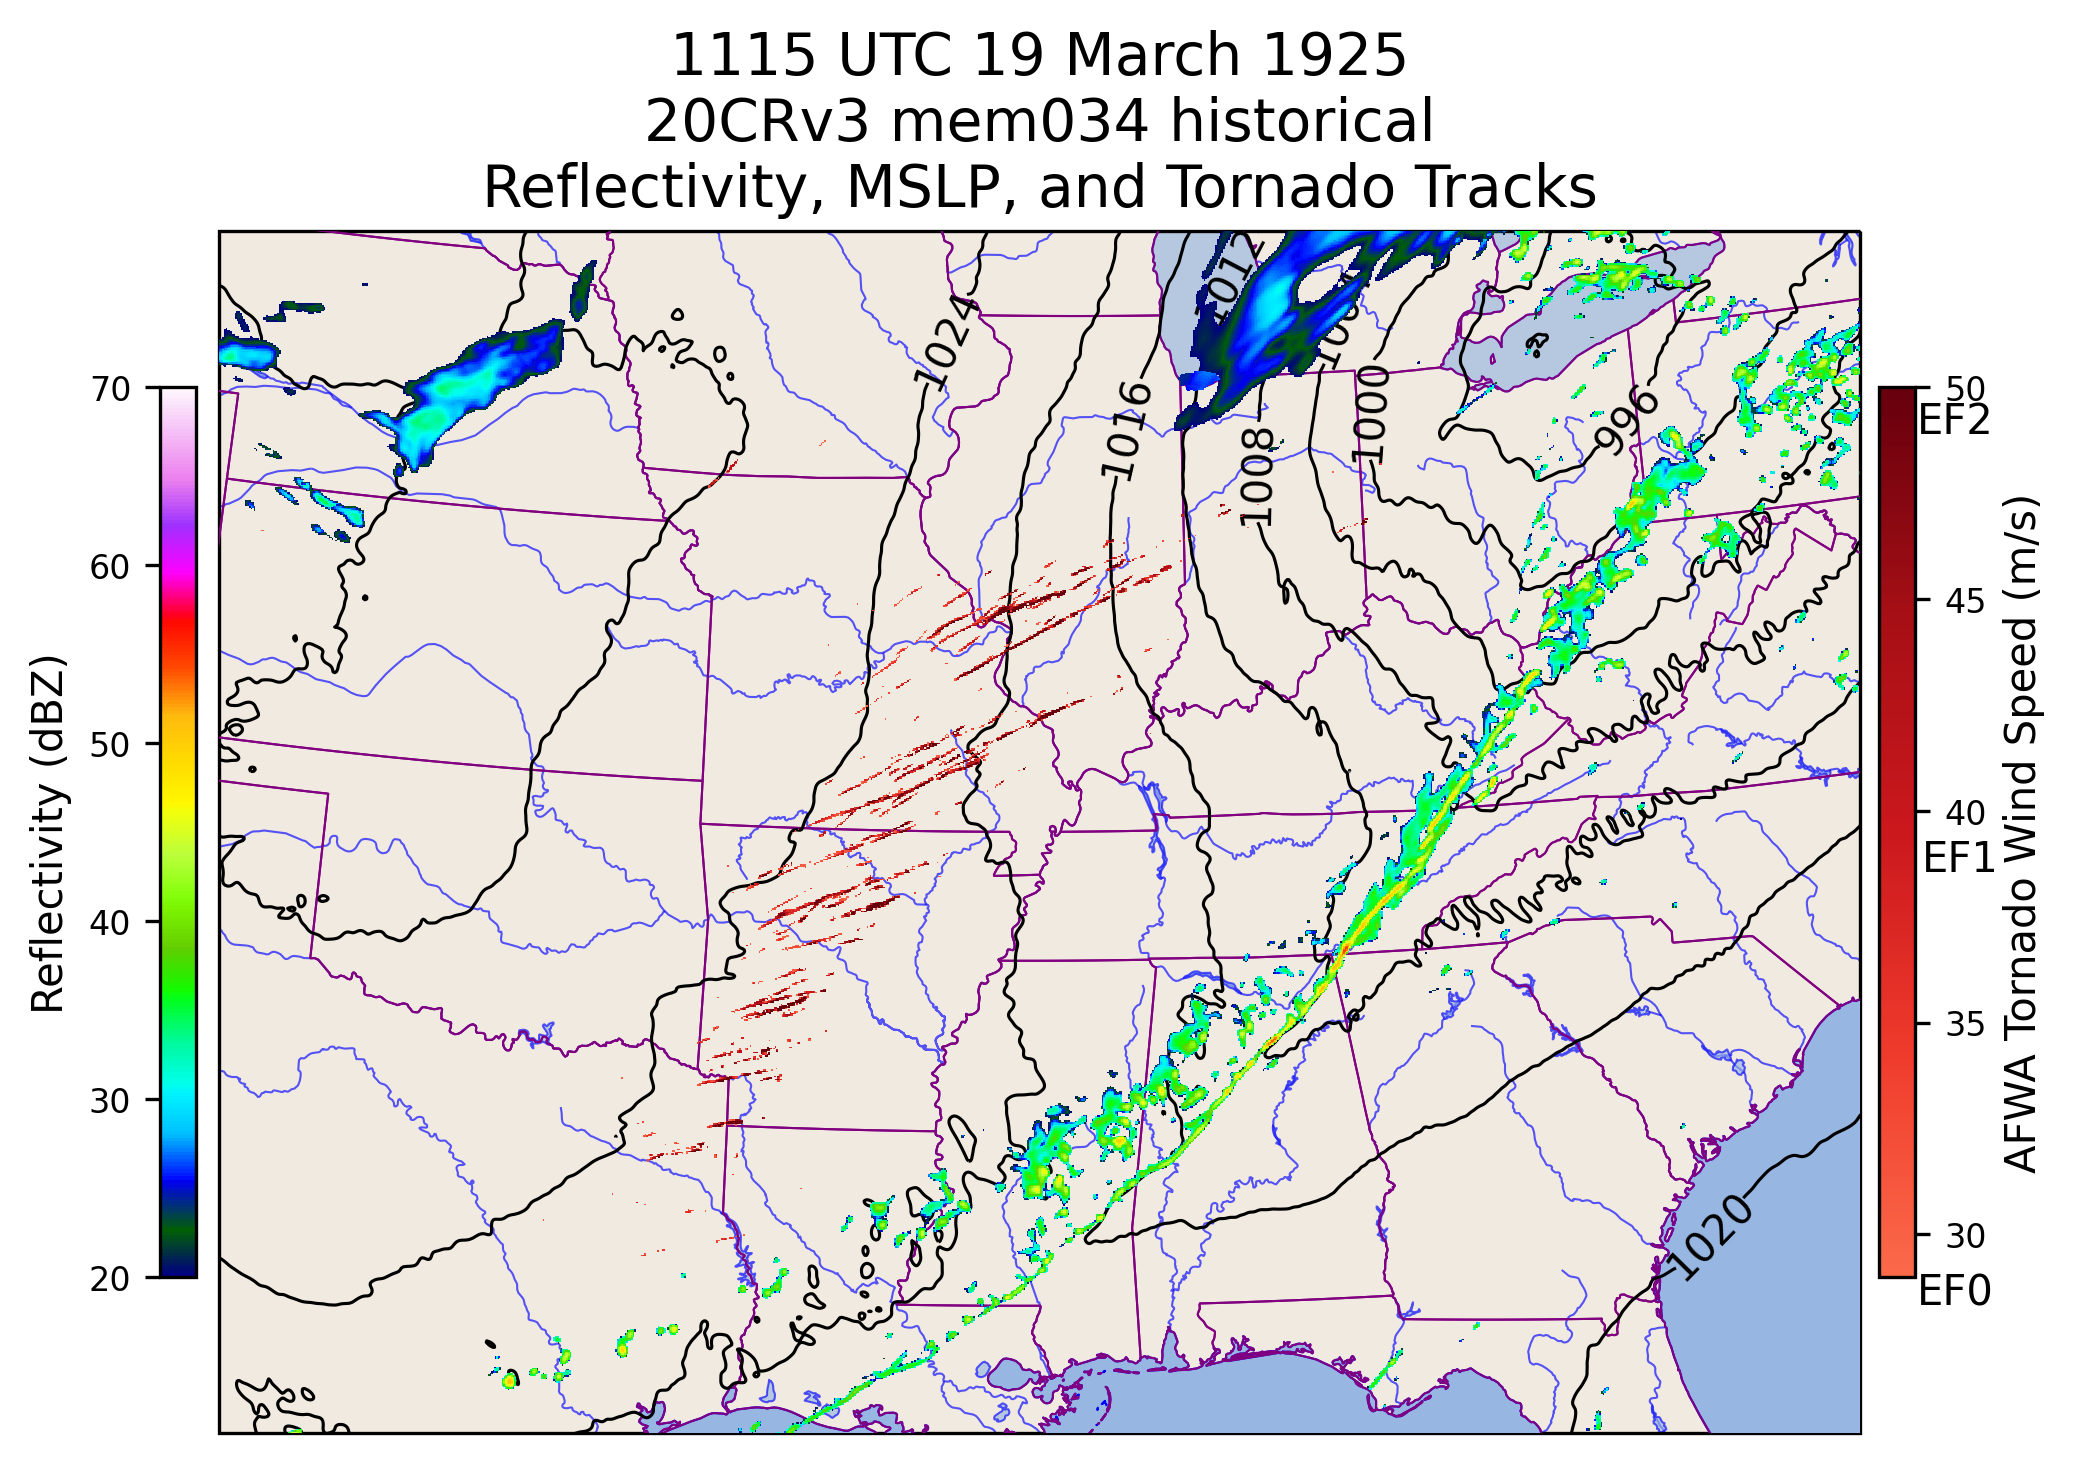 1115 UTC 19 March 1925
20CRv3 mem034 historical
Reflectivity, MSLP, and Tornado Tracks
Reflectivity (dBZ)
70
60
50
40
30
20
1012
1024
1016
1008
1000
996
1020
50
EF2
45
40
EF1
35
30
EF0
AFWA Tornado Wind Speed (m/s)